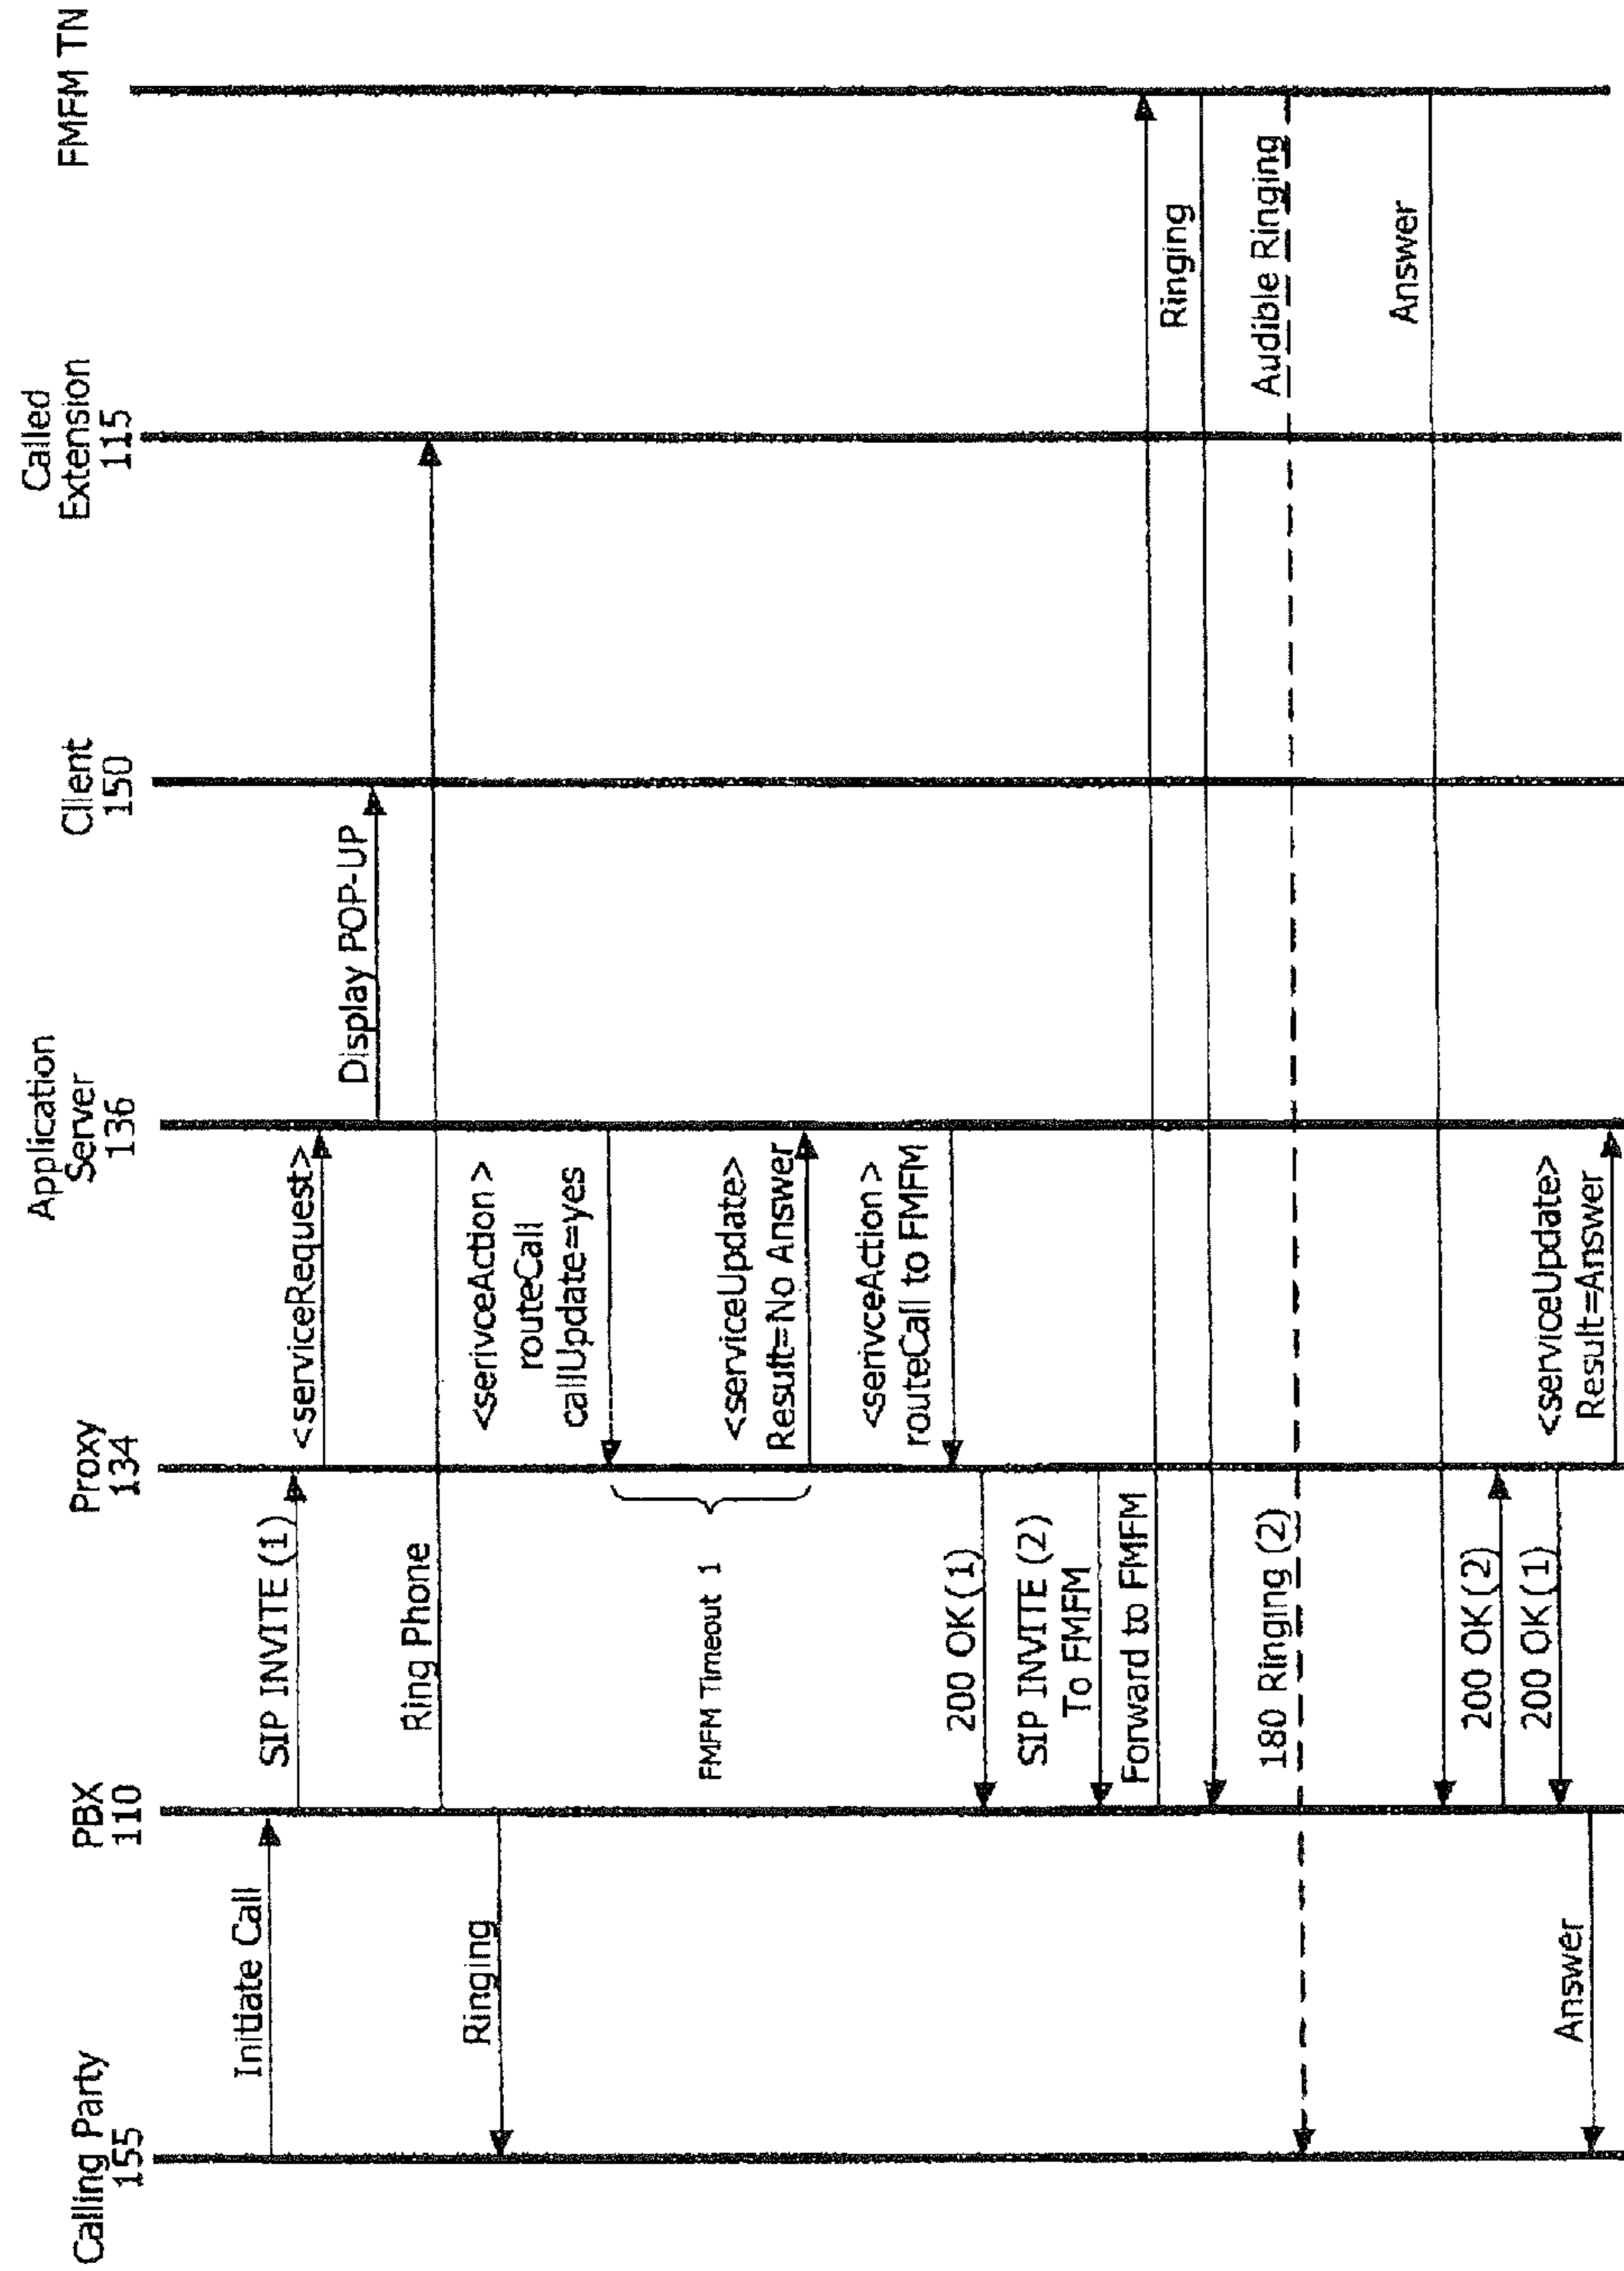 Calling Party
155
PBX
110
Proxy
134
Application
Server
136
Client
150
Called
Extension
115
FMFM TN
Initiate Call
SIP INVITE (1)
<serviceRequest>
Display POP-UP
Ring Phone
Ringing
<serivceAction>
routeCall
callUpdate=yes
FMFM Timeout 1
<serviceUpdate>
Result=No Answer
<serivceAction>
routeCall to FMFM
200 OK (1)
SIP INVITE (2)
To FMFM
Forward to FMFM
Ringing
180 Ringing (2)
Audible Ringing
Answer
200 OK (2)
200 OK (1)
Answer
<serviceUpdate>
Result=Answer